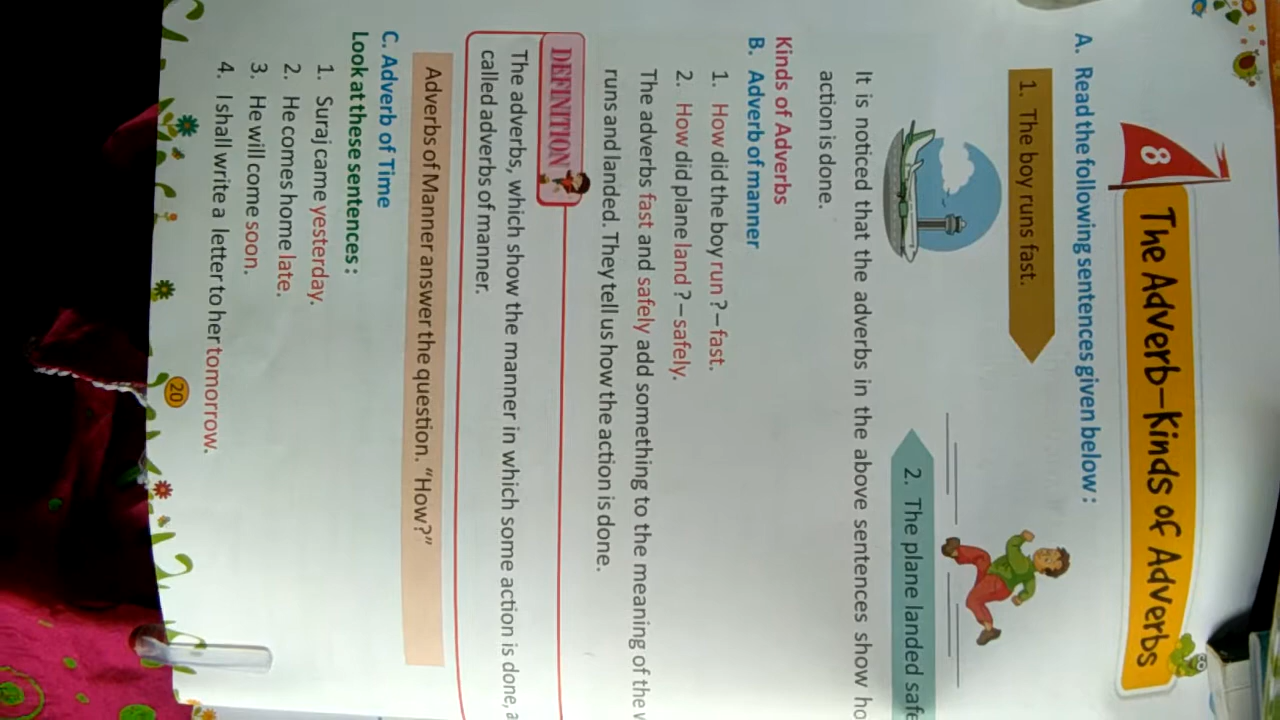 8
The Adverb–Kinds of Adverbs
A. Read the following sentences given below :
1. The boy runs fast.
2. The plane landed
It is noticed that the adverbs in the above sentences show
action is done.
Kinds of Adverbs
B. Adverb of manner
1. How did the boy run ? – fast.
2. How did plane land ? – safely.
The adverbs fast and safely add something to the meaning of the
runs and landed. They tell us how the action is done.
DEFINITION
The adverbs, which show the manner in which some action is done,
called adverbs of manner.
Adverbs of Manner answer the question. “How?”
C. Adverb of Time
Look at these sentences :
1. Suraj came yesterday.
2. He comes home late.
3. He will come soon.
4. I shall write a letter to her tomorrow.
20